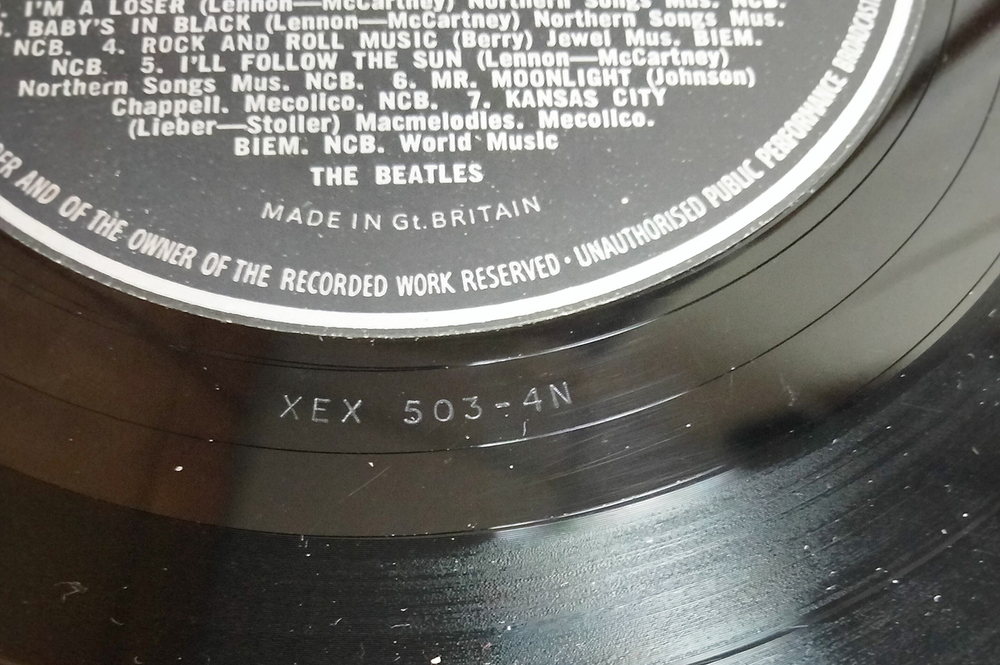 I'M A LOSER (Lennon—McCartney) Northern Songs Mus. NCB.
BABY'S IN BLACK (Lennon—McCartney) Northern Songs Mus.
NCB. 4. ROCK AND ROLL MUSIC (Berry) Jewel Mus. BIEM.
NCB. 5. I'LL FOLLOW THE SUN (Lennon—McCartney)
Northern Songs Mus. NCB. 6. MR. MOONLIGHT (Johnson)
Chappell. Mecolico. NCB. 7. KANSAS CITY
(Lieber—Stoller) Macmelodies. Mecolico.
BIEM. NCB. World Music
THE BEATLES
MADE IN Gt. BRITAIN
AND OF THE OWNER OF THE RECORDED WORK RESERVED · UNAUTHORISED PUBLIC PERFORMANCE
XEX 503-4N